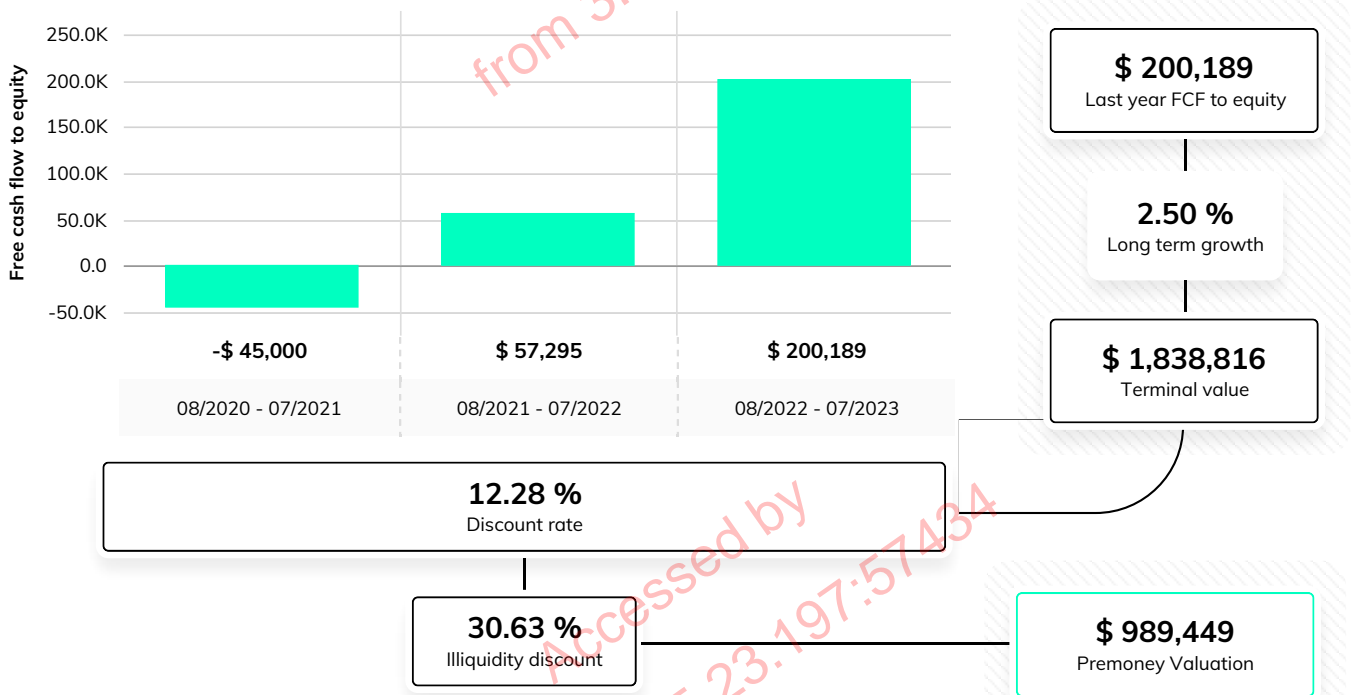 Free cash flow to equity
250.0K
200.0K
150.0K
100.0K
50.0K
0.0
-50.0K
-$ 45,000
$ 57,295
$ 200,189
08/2020 - 07/2021
08/2021 - 07/2022
08/2022 - 07/2023
$ 200,189
Last year FCF to equity
2.50 %
Long term growth
$ 1,838,816
Terminal value
12.28 %
Discount rate
30.63 %
Illiquidity discount
$ 989,449
Premoney Valuation
Accessed by
23.197:57434
from